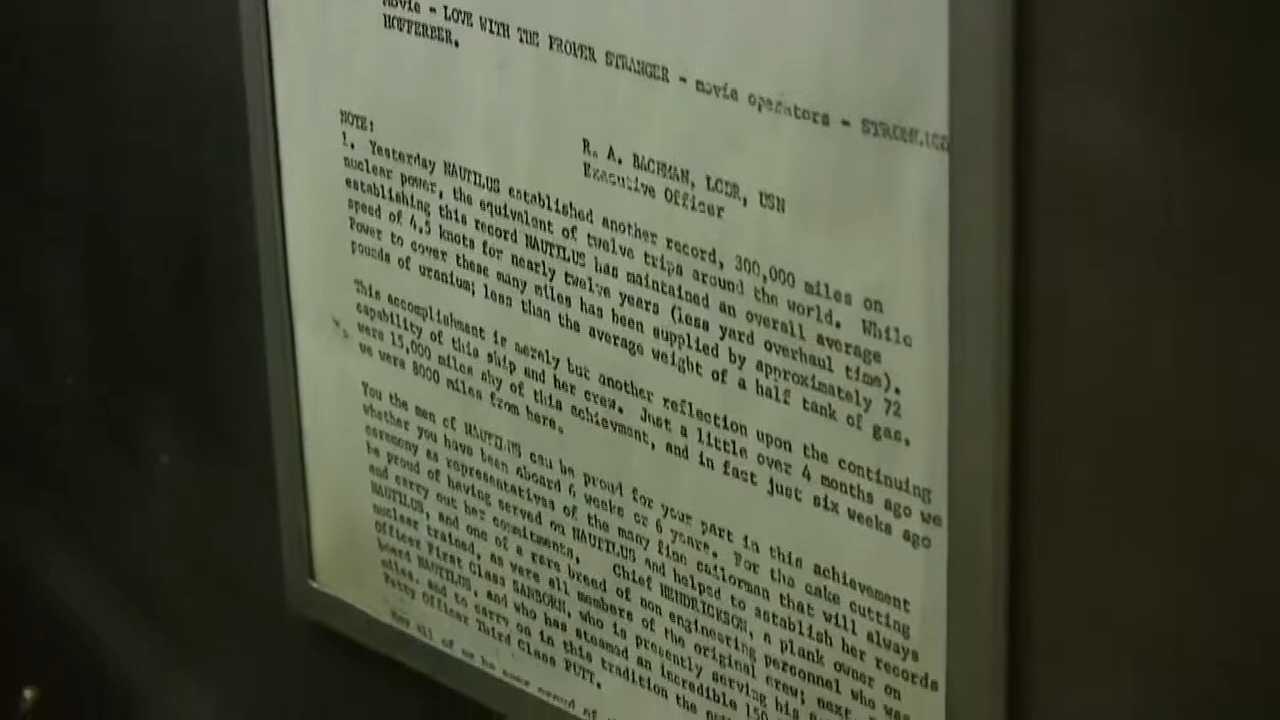 Movie - LOVE WITH THE PROPER STRANGER - movie operators -
HOFFERBER.
R. A. BACHMAN, LCDR, USN
Executive Officer
NOTE:
1. Yesterday NAUTILUS established another record, 300,000 miles on
nuclear power, the equivalent of twelve trips around the world. While
establishing this record NAUTILUS has maintained an overall average
speed of 4.5 knots for nearly twelve years (less yard overhaul time).
Power to cover these many miles has been supplied by approximately 72
pounds of uranium; less than the average weight of a half tank of gas.
This accomplishment is merely but another reflection upon the continuing
capability of this ship and her crew. Just a little over 4 months ago we
were 15,000 miles shy of this achievment, and in fact just six weeks ago
we were 8000 miles from here.
You the men of NAUTILUS can be proud for your part in this achievement
whether you have been aboard 6 weeks or 6 years. For the cake cutting
ceremony as representatives of the many fine sailorman that will always
be proud of having served on NAUTILUS and helped to establish her records
and carry out her commitments, Chief HENDRICKSON, a plank owner on
NAUTILUS, and one of a rare breed of non engineering personnel who was
nuclear trained, as were all members of the original crew; next,
Officer First Class SANBORN, who is presently serving his
board NAUTILUS, and who has steamed an incredible 150
miles, and to carry on in this tradition the
Petty Officer Third Class PUTT.